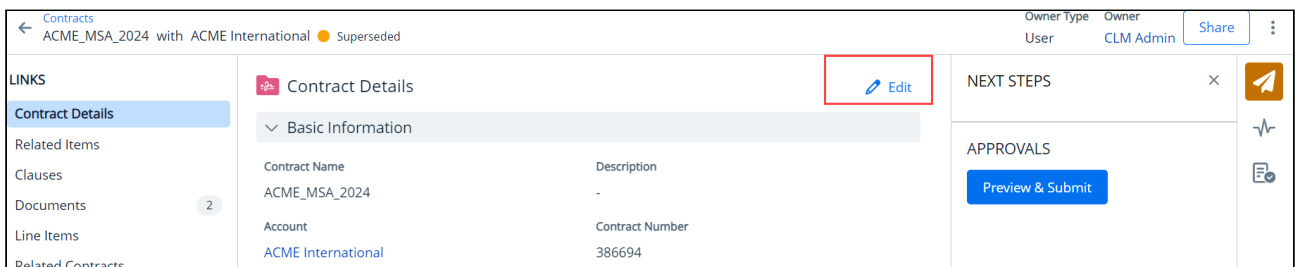 Contracts
ACME_MSA_2024 with ACME International Superseded
Owner Type Owner
User CLM Admin
Share
LINKS
Contract Details
Related Items
Clauses
Documents 2
Line Items
Related Contracts
Contract Details
Edit
Basic Information
Contract Name Description
ACME_MSA_2024 -
Account Contract Number
ACME International 386694
NEXT STEPS
APPROVALS
Preview & Submit